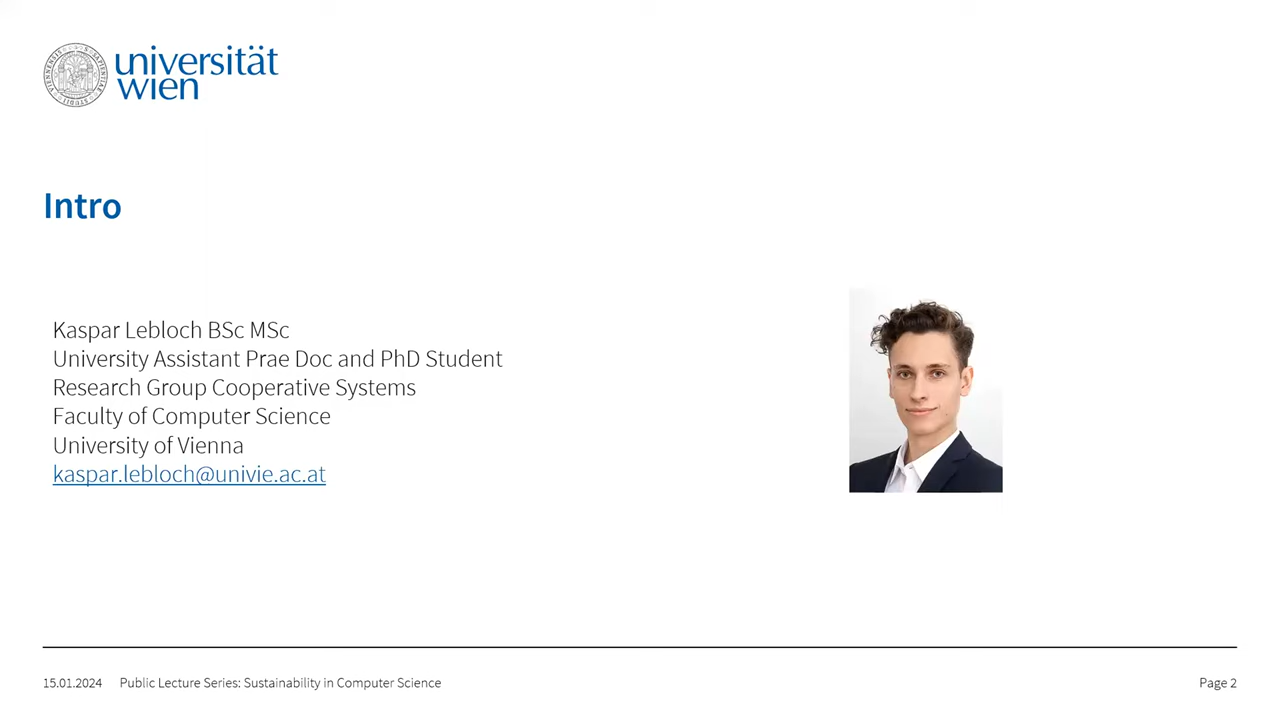 universität
wien
Intro
Kaspar Lebloch BSc MSc
University Assistant Prae Doc and PhD Student
Research Group Cooperative Systems
Faculty of Computer Science
University of Vienna
kaspar.lebloch@univie.ac.at
15.01.2024 Public Lecture Series: Sustainability in Computer Science Page 2